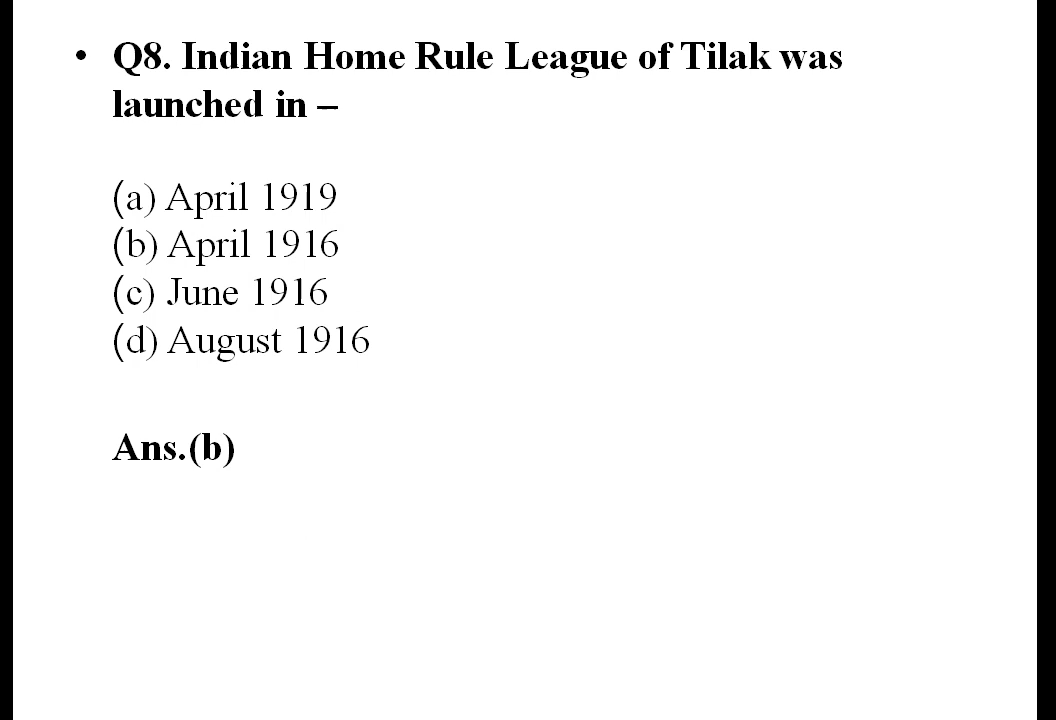 • Q8. Indian Home Rule League of Tilak was
launched in –
(a) April 1919
(b) April 1916
(c) June 1916
(d) August 1916
Ans.(b)